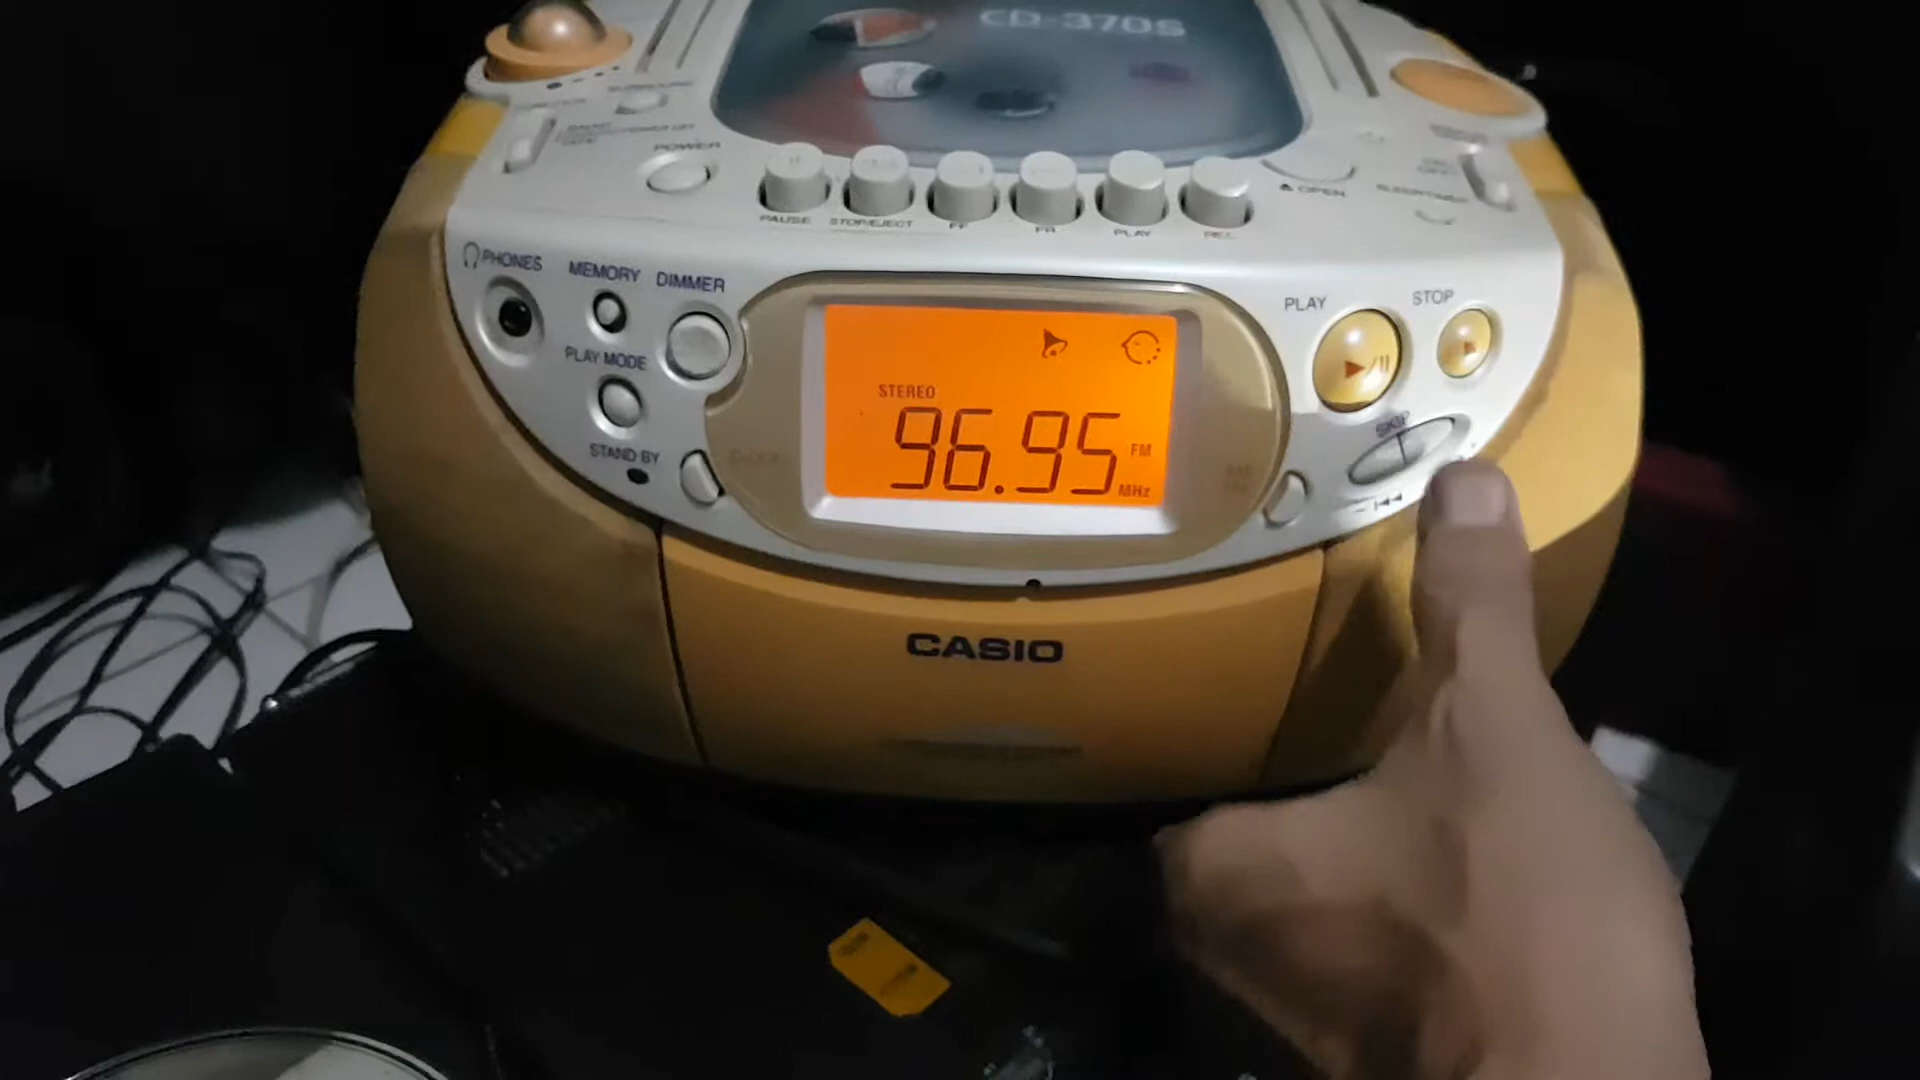 CD-370S
POWER
OPEN
PAUSE
STOP/EJECT
FF
FR
PLAY
REC
PHONES
MEMORY
DIMMER
PLAY MODE
STAND BY
PLAY
STOP
SKIP
STEREO
96.95
FM
MHz
CASIO